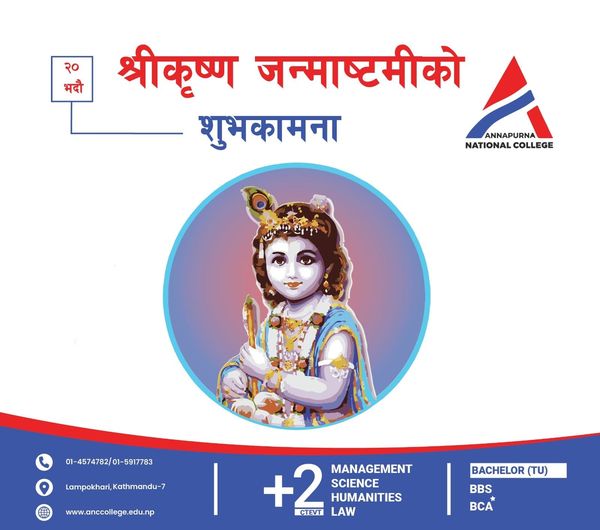 २०
भदौ
श्रीकृष्ण जन्माष्टमीको
शुभकामना
ANNAPURNA
NATIONAL COLLEGE
01-4574782/01-5917783
Lampokhari, Kathmandu-7
www.anccollege.edu.np
+2
CTEVT
MANAGEMENT
SCIENCE
HUMANITIES
LAW
BACHELOR (TU)
BBS
BCA*